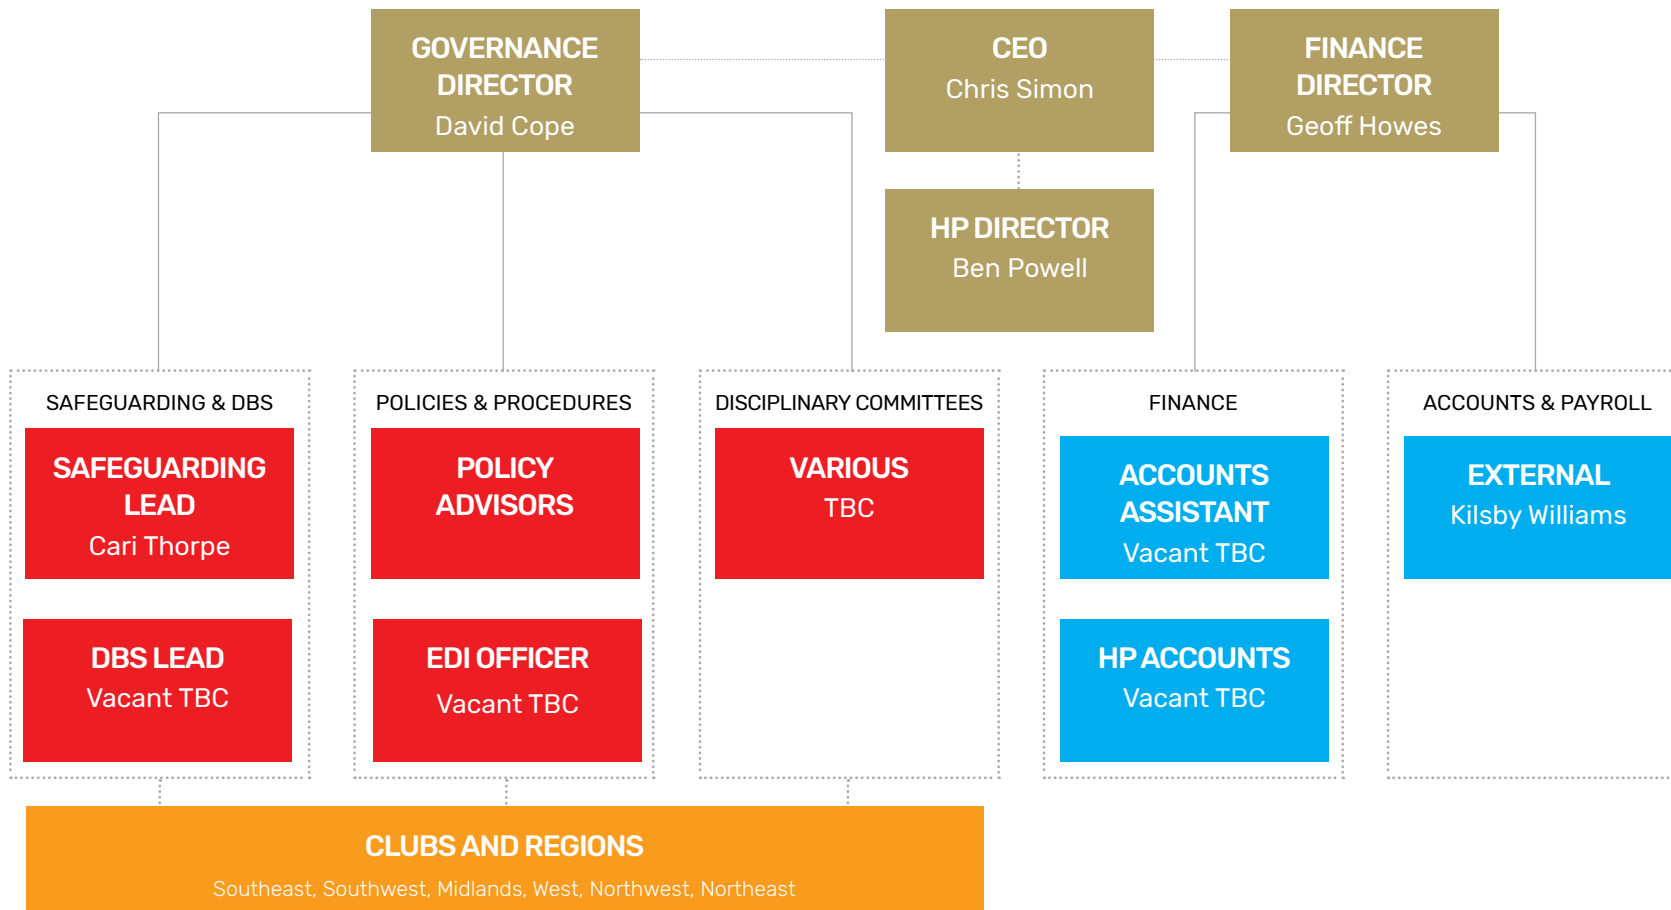 GOVERNANCE
DIRECTOR
David Cope
CEO
Chris Simon
FINANCE
DIRECTOR
Geoff Howes
HP DIRECTOR
Ben Powell
SAFEGUARDING & DBS
SAFEGUARDING
LEAD
Cari Thorpe
DBS LEAD
Vacant TBC
POLICIES & PROCEDURES
POLICY
ADVISORS
EDI OFFICER
Vacant TBC
DISCIPLINARY COMMITTEES
VARIOUS
TBC
FINANCE
ACCOUNTS
ASSISTANT
Vacant TBC
HP ACCOUNTS
Vacant TBC
ACCOUNTS & PAYROLL
EXTERNAL
Kilsby Williams
CLUBS AND REGIONS
Southeast, Southwest, Midlands, West, Northwest, Northeast